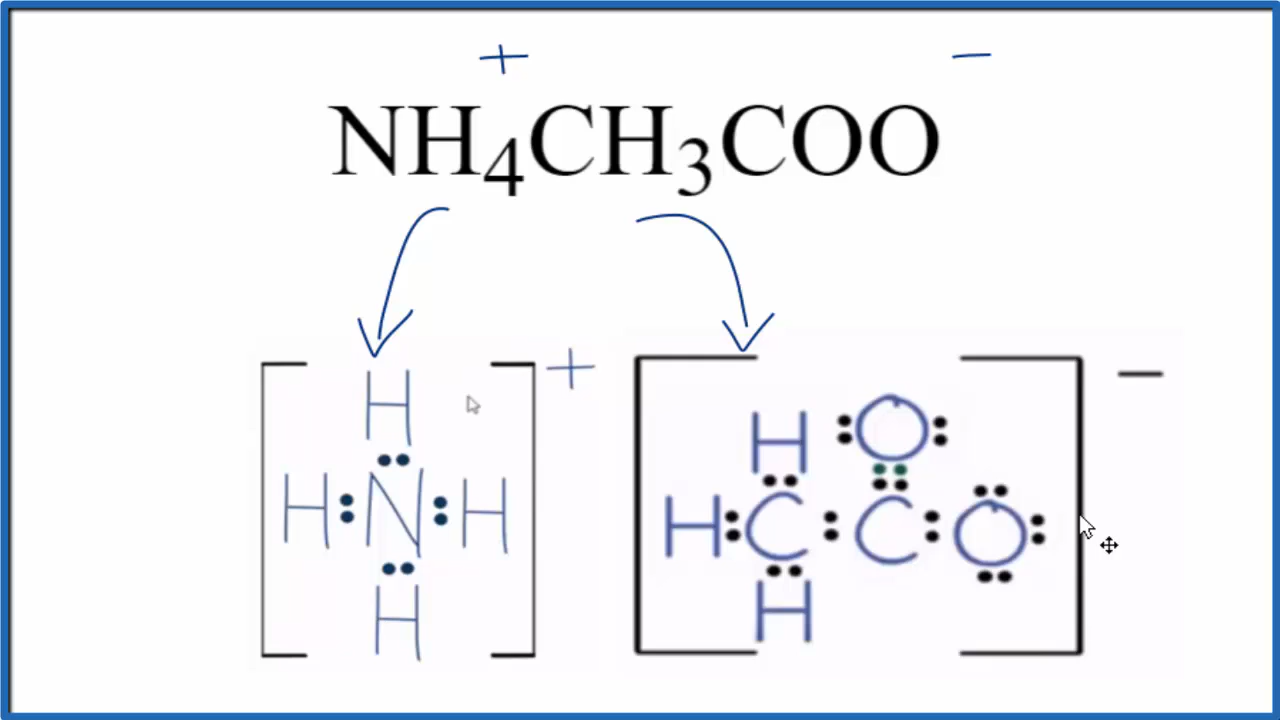 + −
NH₄CH₃COO
+ −
H O
H H
H N H H C C O
H H